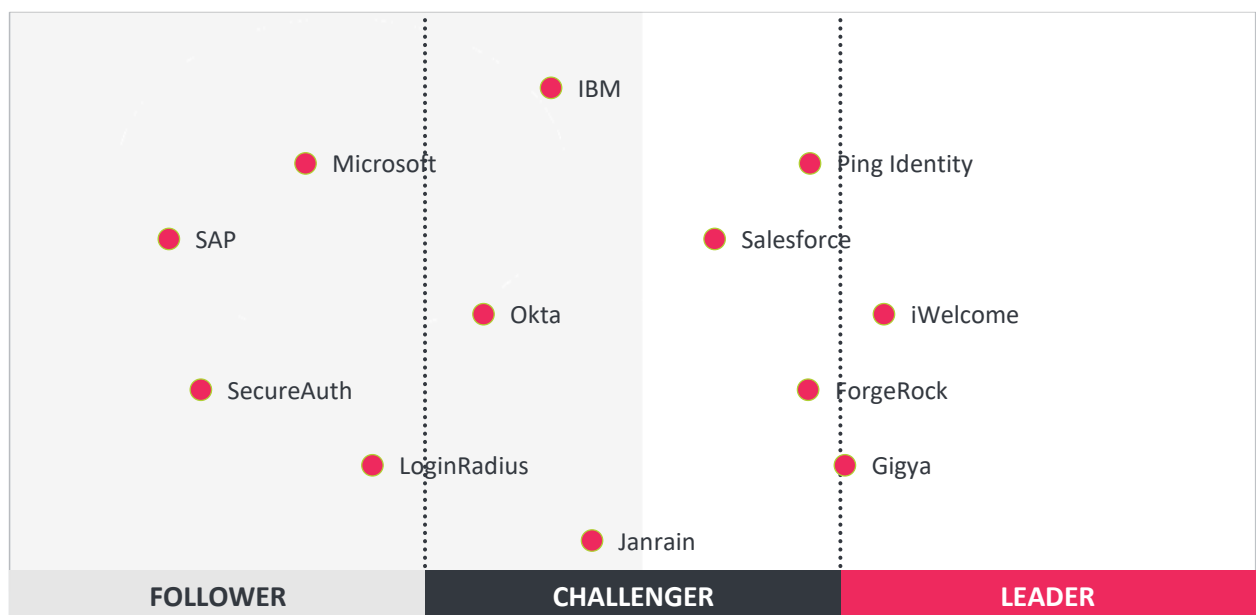 IBM
Microsoft
Ping Identity
SAP
Salesforce
Okta
iWelcome
SecureAuth
ForgeRock
LoginRadius
Gigya
Janrain
FOLLOWER
CHALLENGER
LEADER